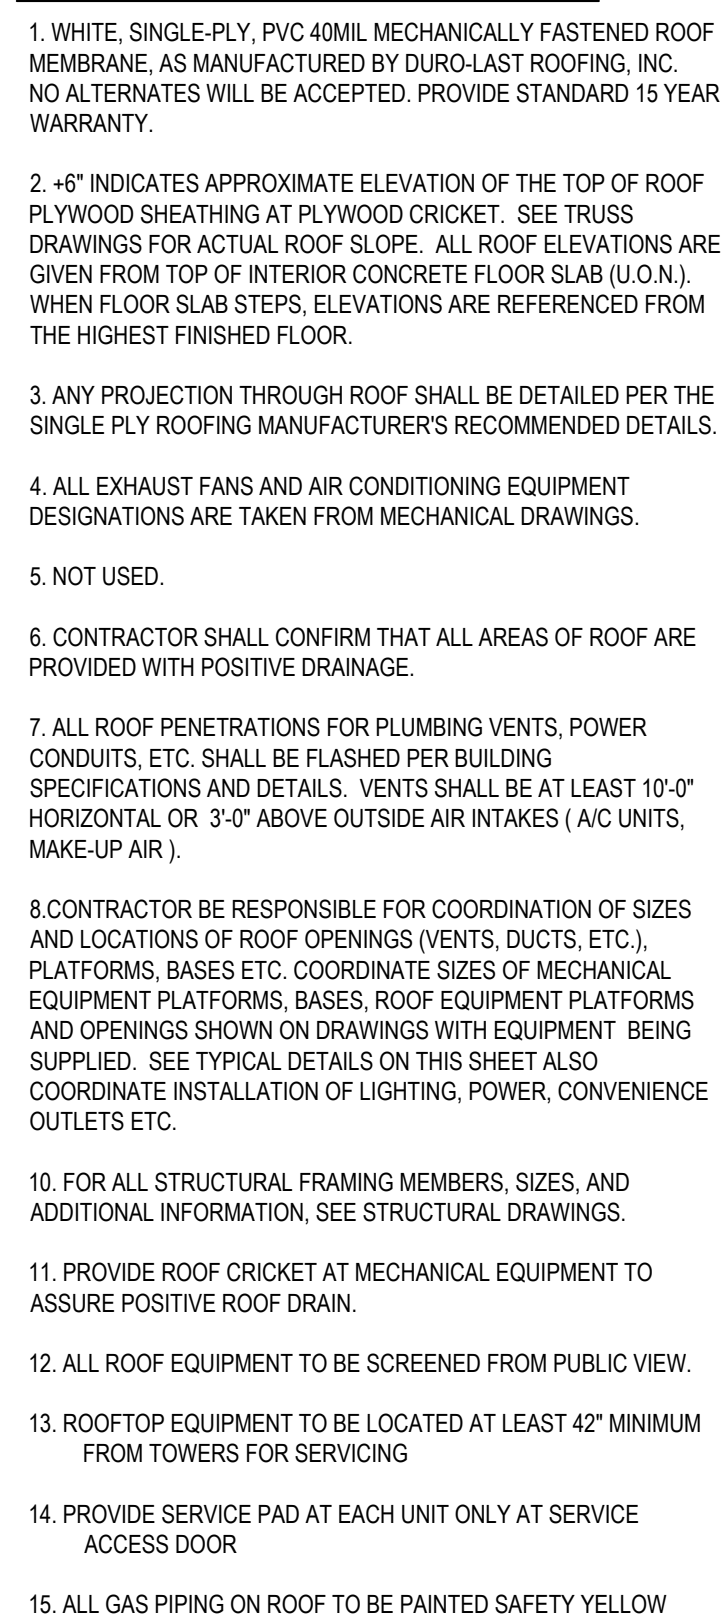 1. WHITE, SINGLE-PLY, PVC 40MIL MECHANICALLY FASTENED ROOF
MEMBRANE, AS MANUFACTURED BY DURO-LAST ROOFING, INC.
NO ALTERNATES WILL BE ACCEPTED. PROVIDE STANDARD 15 YEAR
WARRANTY.
2. +6" INDICATES APPROXIMATE ELEVATION OF THE TOP OF ROOF
PLYWOOD SHEATHING AT PLYWOOD CRICKET. SEE TRUSS
DRAWINGS FOR ACTUAL ROOF SLOPE. ALL ROOF ELEVATIONS ARE
GIVEN FROM TOP OF INTERIOR CONCRETE FLOOR SLAB (U.O.N.).
WHEN FLOOR SLAB STEPS, ELEVATIONS ARE REFERENCED FROM
THE HIGHEST FINISHED FLOOR.
3. ANY PROJECTION THROUGH ROOF SHALL BE DETAILED PER THE
SINGLE PLY ROOFING MANUFACTURER'S RECOMMENDED DETAILS.
4. ALL EXHAUST FANS AND AIR CONDITIONING EQUIPMENT
DESIGNATIONS ARE TAKEN FROM MECHANICAL DRAWINGS.
5. NOT USED.
6. CONTRACTOR SHALL CONFIRM THAT ALL AREAS OF ROOF ARE
PROVIDED WITH POSITIVE DRAINAGE.
7. ALL ROOF PENETRATIONS FOR PLUMBING VENTS, POWER
CONDUITS, ETC. SHALL BE FLASHED PER BUILDING
SPECIFICATIONS AND DETAILS. VENTS SHALL BE AT LEAST 10'-0"
HORIZONTAL OR 3'-0" ABOVE OUTSIDE AIR INTAKES ( A/C UNITS,
MAKE-UP AIR ).
8.CONTRACTOR BE RESPONSIBLE FOR COORDINATION OF SIZES
AND LOCATIONS OF ROOF OPENINGS (VENTS, DUCTS, ETC.),
PLATFORMS, BASES ETC. COORDINATE SIZES OF MECHANICAL
EQUIPMENT PLATFORMS, BASES, ROOF EQUIPMENT PLATFORMS
AND OPENINGS SHOWN ON DRAWINGS WITH EQUIPMENT BEING
SUPPLIED. SEE TYPICAL DETAILS ON THIS SHEET ALSO
COORDINATE INSTALLATION OF LIGHTING, POWER, CONVENIENCE
OUTLETS ETC.
10. FOR ALL STRUCTURAL FRAMING MEMBERS, SIZES, AND
ADDITIONAL INFORMATION, SEE STRUCTURAL DRAWINGS.
11. PROVIDE ROOF CRICKET AT MECHANICAL EQUIPMENT TO
ASSURE POSITIVE ROOF DRAIN.
12. ALL ROOF EQUIPMENT TO BE SCREENED FROM PUBLIC VIEW.
13. ROOFTOP EQUIPMENT TO BE LOCATED AT LEAST 42" MINIMUM
FROM TOWERS FOR SERVICING
14. PROVIDE SERVICE PAD AT EACH UNIT ONLY AT SERVICE
ACCESS DOOR
15. ALL GAS PIPING ON ROOF TO BE PAINTED SAFETY YELLOW